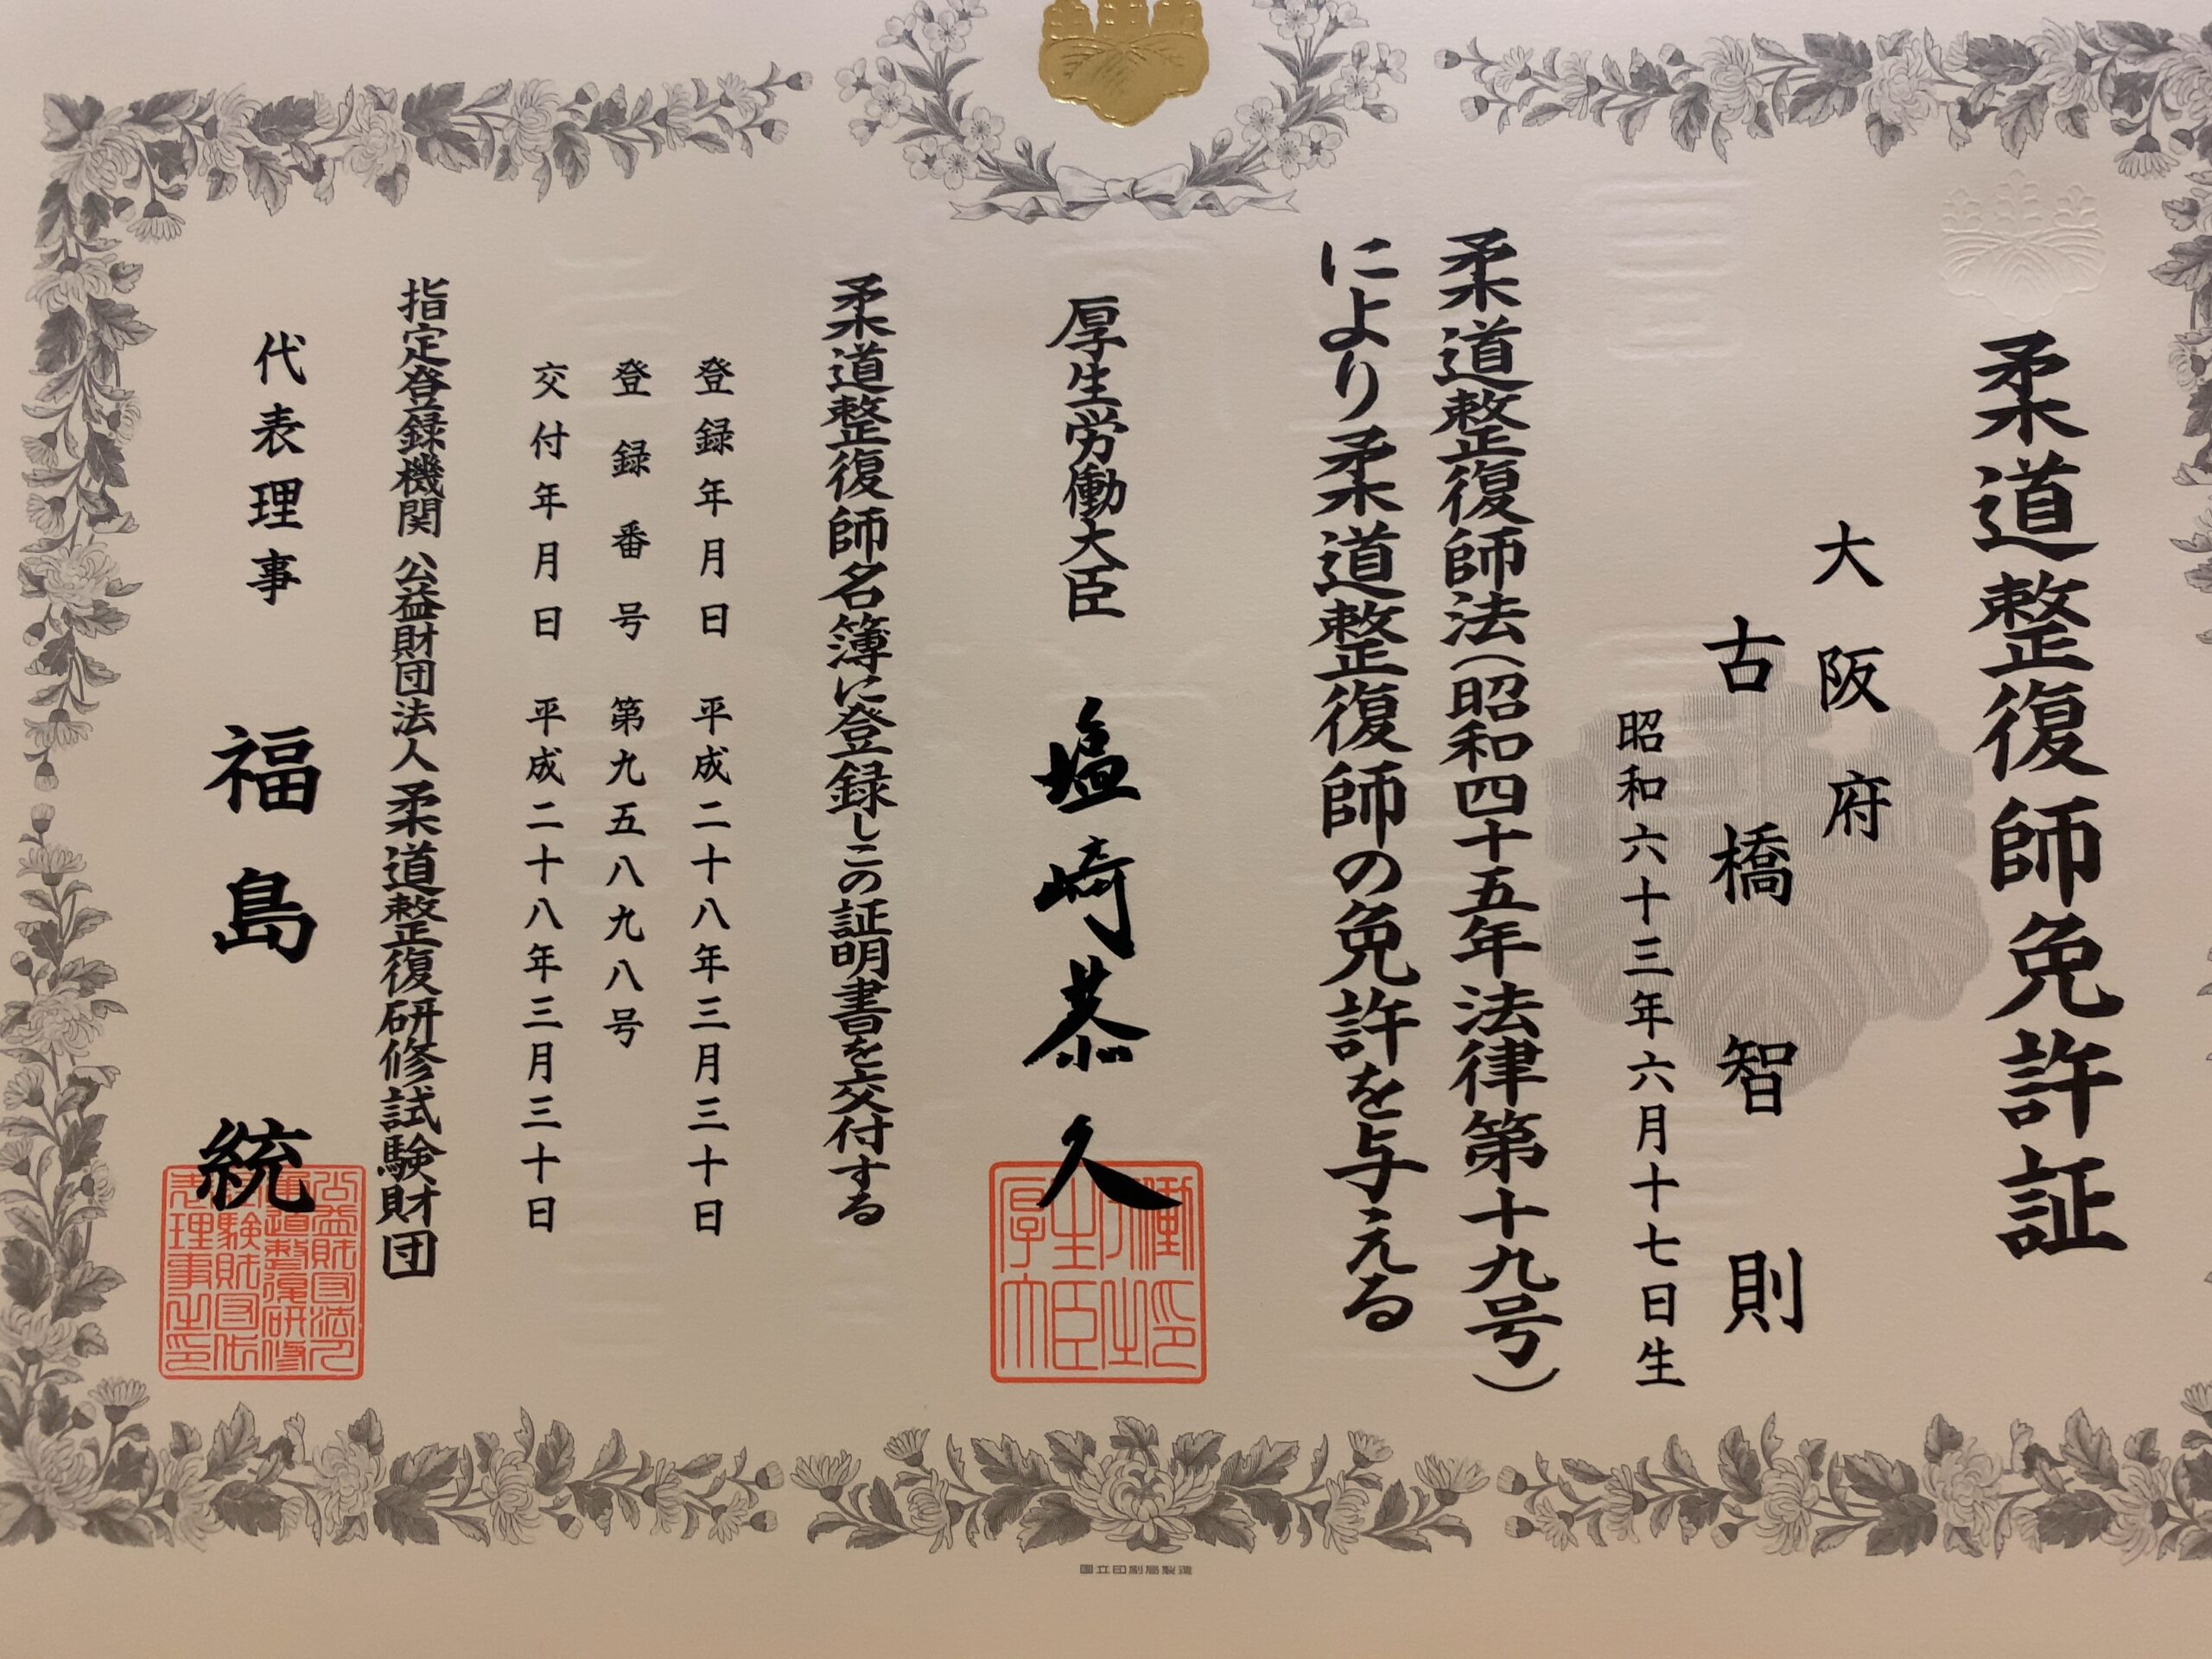 柔道整復師免許証
大阪府
古橋智則
昭和六十三年六月十七日生
柔道整復師法(昭和四十五年法律第十九号)
により柔道整復師の免許を与える
厚生労働大臣 塩崎恭久
柔道整復師名簿に登録しこの証明書を交付する
登録年月日 平成二十八年三月三十日
登録番号 第九五八九八号
交付年月日 平成二十八年三月三十日
指定登録機関 公益財団法人 柔道整復研修試験財団
代表理事 福島統
国立印刷局製造